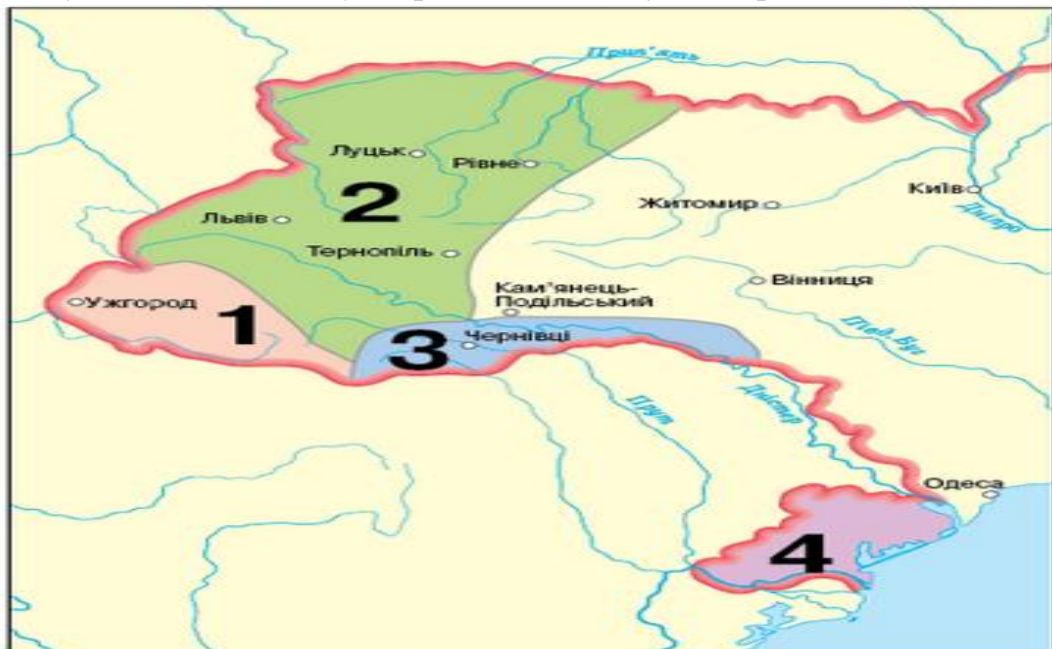 Прип'ять
Луцьк
Рівне
Київ
2
Житомир
Львів
Дніпро
Тернопіль
Вінниця
Кам'янець-
Подільський
Ужгород
1
3
Чернівці
Півд. Буг
Прут
Дністер
Одеса
4